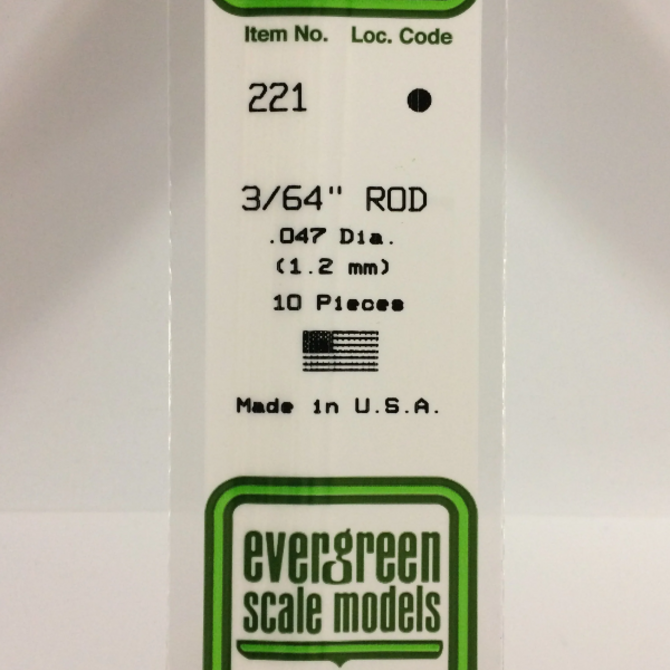 Item No. Loc. Code
221
3/64" ROD
.047 Dia.
(1.2 mm)
10 Pieces
Made in U.S.A.
evergreen
scale models